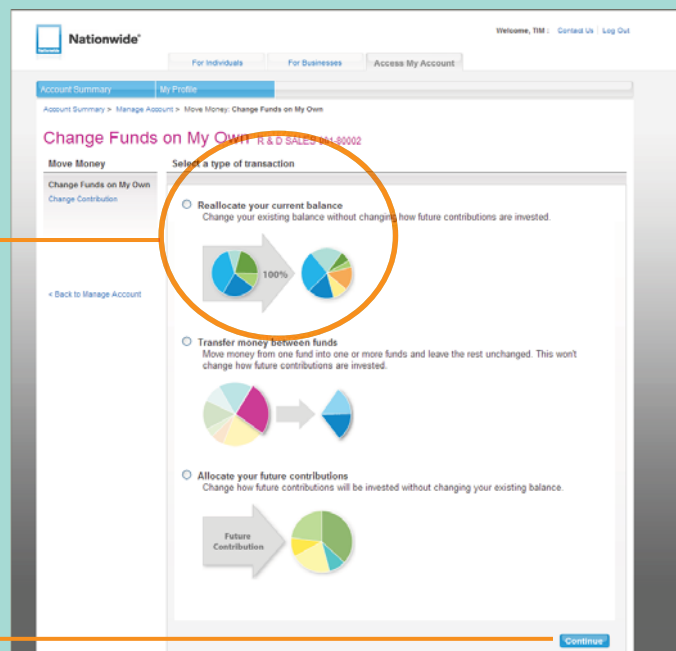 Nationwide®
Welcome, TIM : Contact Us | Log Out
For Individuals For Businesses Access My Account
Account Summary My Profile
Account Summary > Manage Account > Move Money: Change Funds on My Own
Change Funds on My Own R & D SALES 091-80002
Move Money
Select a type of transaction
Change Funds on My Own
Change Contribution
< Back to Manage Account
Reallocate your current balance
Change your existing balance without changing how future contributions are invested.
100%
Transfer money between funds
Move money from one fund into one or more funds and leave the rest unchanged. This won't
change how future contributions are invested.
Allocate your future contributions
Change how future contributions will be invested without changing your existing balance.
Future
Contribution
Continue